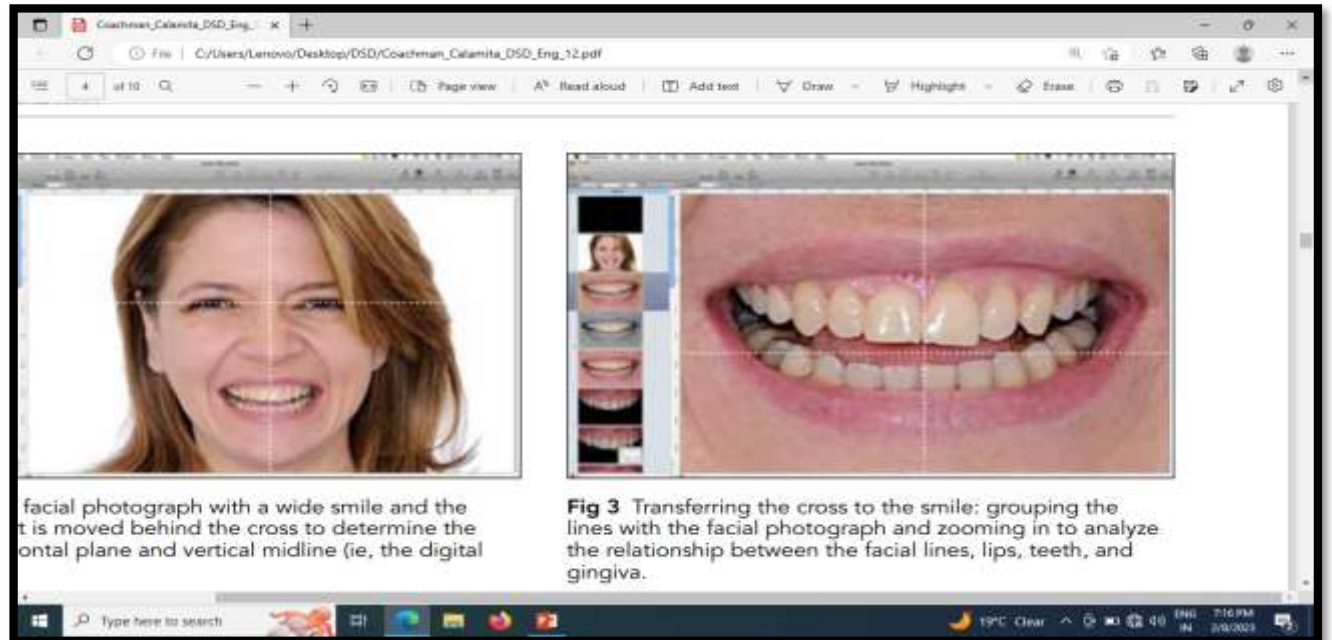 Coachman_Calamita_DSD_Eng_
File | C:/Users/Lenovo/Desktop/DSD/Coachman_Calamita_DSD_Eng_12.pdf
4 of 10 Page view Read aloud Add text Draw Highlight Erase
facial photograph with a wide smile and the
t is moved behind the cross to determine the
ontal plane and vertical midline (ie, the digital
Fig 3 Transferring the cross to the smile: grouping the
lines with the facial photograph and zooming in to analyze
the relationship between the facial lines, lips, teeth, and
gingiva.
Type here to search 19°C Clear ENG 7:16 PM
IN